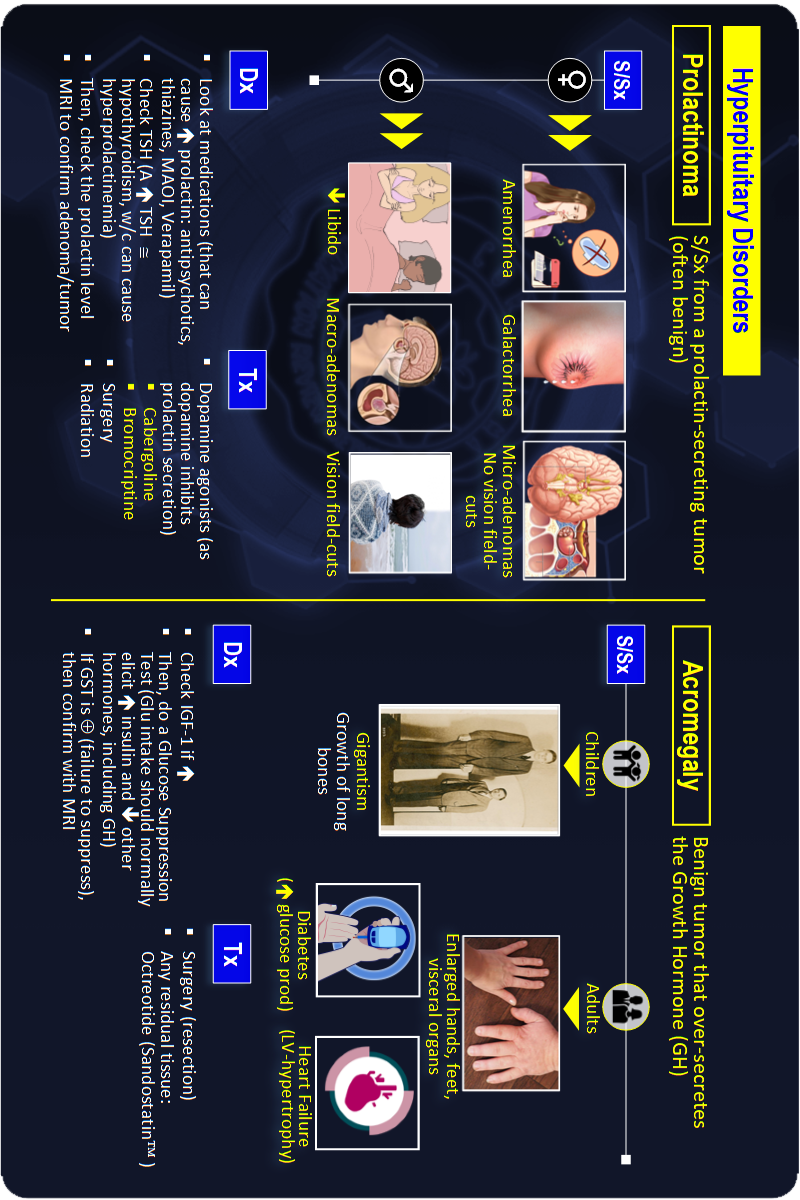 Hyperpituitary Disorders
Prolactinoma
S/Sx from a prolactin-secreting tumor
(often benign)
S/Sx
♀
Amenorrhea
Galactorrhea
Micro-adenomas
No vision field-
cuts
♂
🡇 Libido
Macro-adenomas
Vision field-cuts
Dx
▪ Look at medications (that can
cause 🡅 prolactin: antipsychotics,
thiazines, MAOI, Verapamil)
▪ Check TSH (A 🡅 TSH ≅
hypothyroidism, w/c can cause
hyperprolactinemia)
▪ Then, check the prolactin level
▪ MRI to confirm adenoma/tumor
Tx
▪ Dopamine agonists (as
dopamine inhibits
prolactin secretion)
▪ Cabergoline
▪ Bromocriptine
▪ Surgery
▪ Radiation
Acromegaly
Benign tumor that over-secretes
the Growth Hormone (GH)
S/Sx
Children
Gigantism
Growth of long
bones
Adults
Enlarged hands, feet,
visceral organs
Diabetes
(🡅 glucose prod)
Heart Failure
(LV-hypertrophy)
Dx
▪ Check IGF-1 if 🡅
▪ Then, do a Glucose Suppression
Test (Glu intake should normally
elicit 🡅 insulin and 🡇 other
hormones, including GH)
▪ If GST is ⊕ (failure to suppress),
then confirm with MRI
Tx
▪ Surgery (resection)
▪ Any residual tissue:
Octreotide (Sandostatin™ )